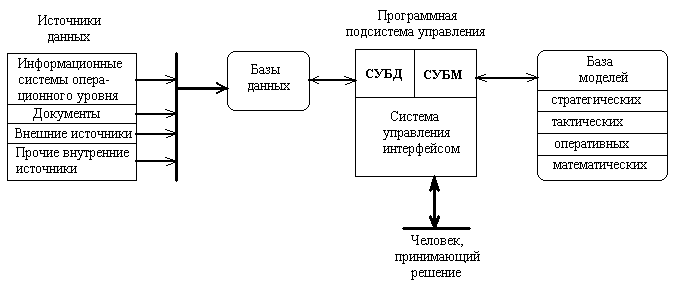 Источники
данных
Информационные
системы опера-
ционного уровня
Документы
Внешние источники
Прочие внутренние
источники
Базы
данных
Программная
подсистема управления
СУБД
СУБМ
Система
управления
интерфейсом
Человек,
принимающий
решение
База
моделей
стратегических
тактических
оперативных
математических